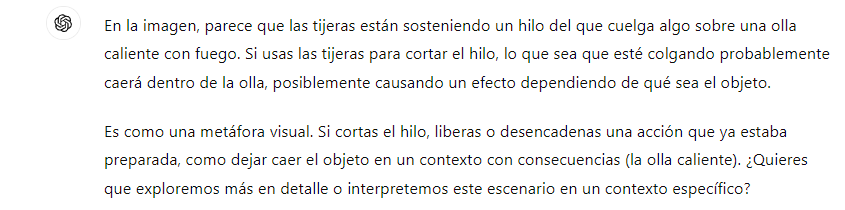 En la imagen, parece que las tijeras están sosteniendo un hilo del que cuelga algo sobre una olla
caliente con fuego. Si usas las tijeras para cortar el hilo, lo que sea que esté colgando probablemente
caerá dentro de la olla, posiblemente causando un efecto dependiendo de qué sea el objeto.
Es como una metáfora visual. Si cortas el hilo, liberas o desencadenas una acción que ya estaba
preparada, como dejar caer el objeto en un contexto con consecuencias (la olla caliente). ¿Quieres
que exploremos más en detalle o interpretemos este escenario en un contexto específico?